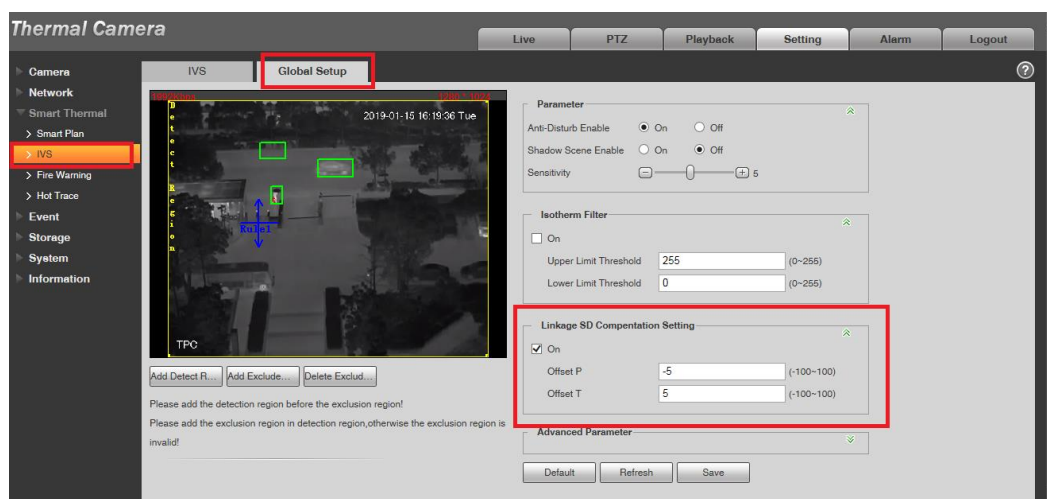 Thermal Camera
Live PTZ Playback Setting Alarm Logout
Camera
Network
Smart Thermal
Smart Plan
IVS
Fire Warning
Hot Trace
Event
Storage
System
Information
IVS Global Setup
2019-01-15 16:19:36 Tue
Detect Region
Rule1
TPC
Add Detect R... Add Exclude... Delete Exclud...
Please add the detection region before the exclusion region!
Please add the exclusion region in detection region,otherwise the exclusion region is
invalid!
Parameter
Anti-Disturb Enable On Off
Shadow Scene Enable On Off
Sensitivity 5
Isotherm Filter
On
Upper Limit Threshold 255 (0~255)
Lower Limit Threshold 0 (0~255)
Linkage SD Compentation Setting
On
Offset P -5 (-100~100)
Offset T 5 (-100~100)
Advanced Parameter
Default Refresh Save